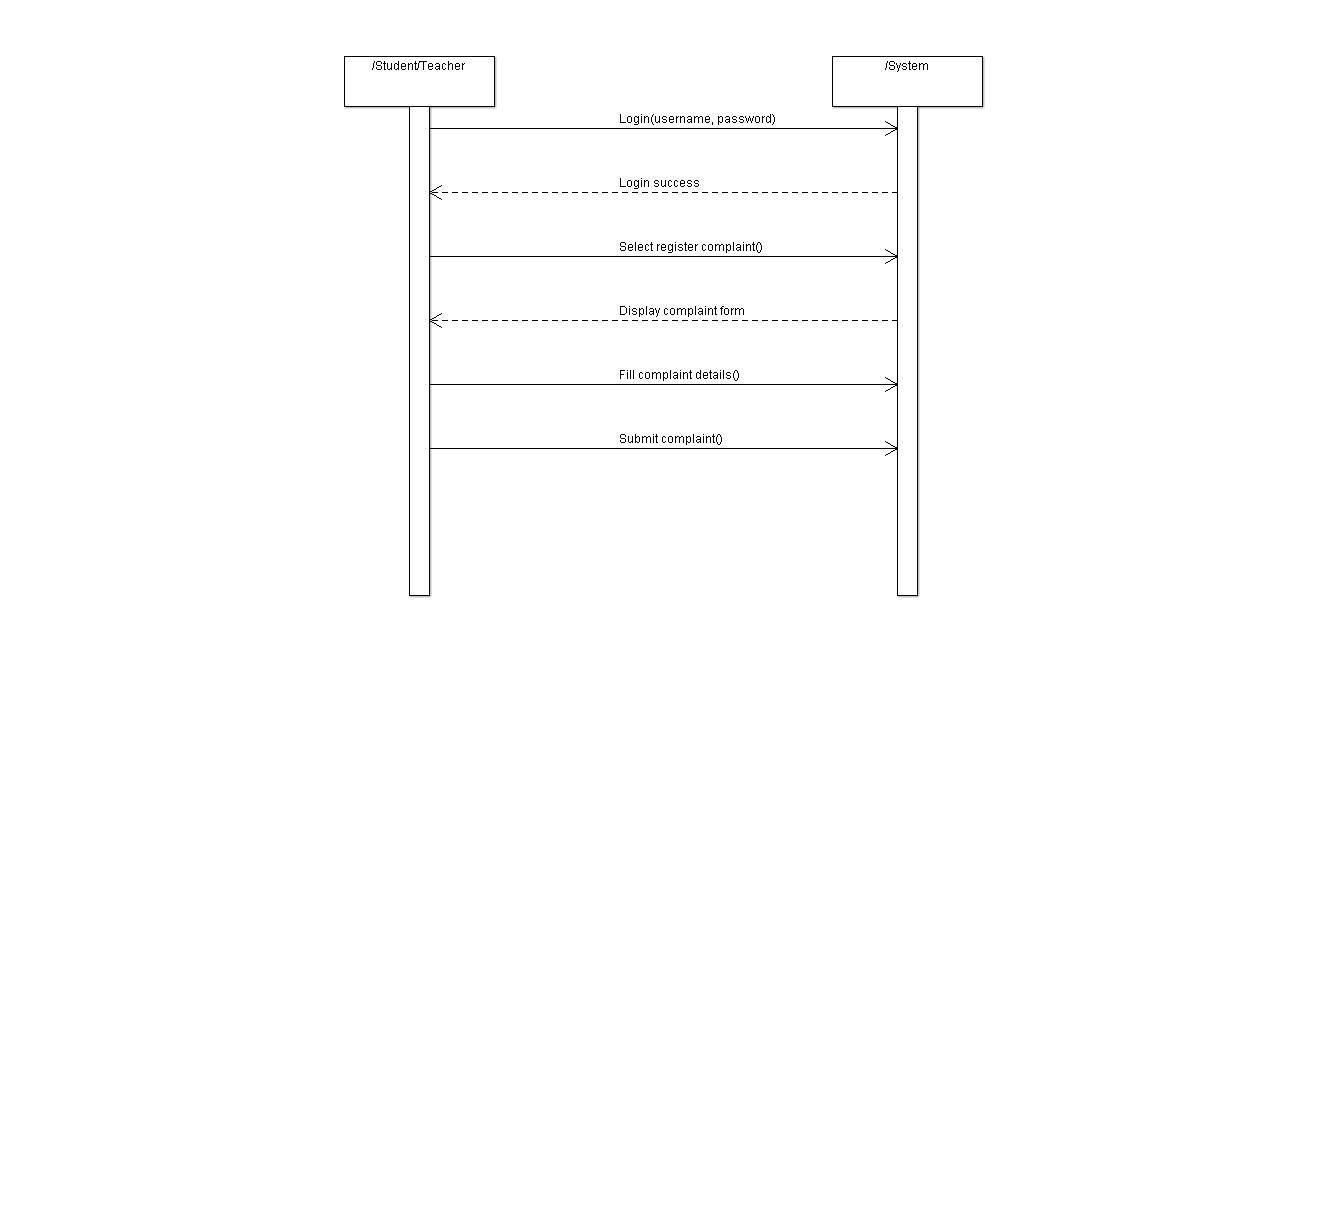 /Student/Teacher
/System
Login(username, password)
Login success
Select register complaint()
Display complaint form
Fill complaint details()
Submit complaint()